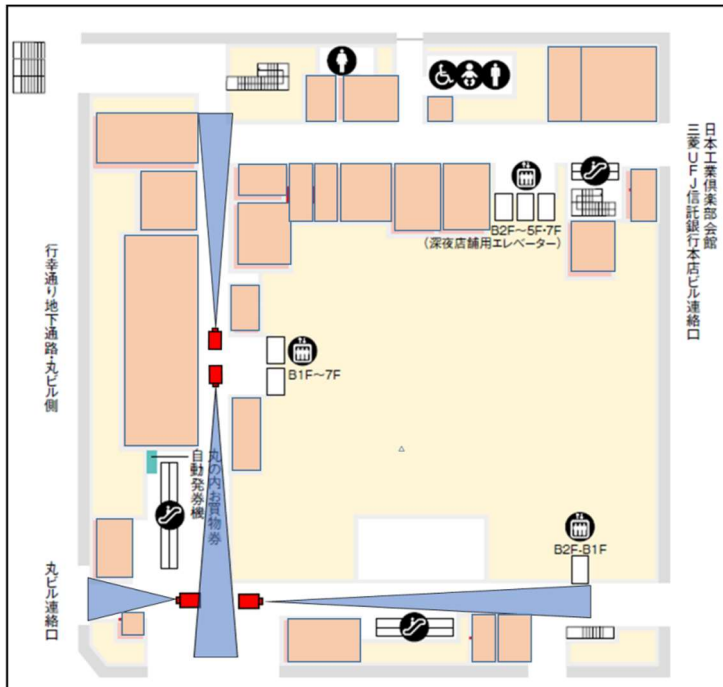 日本工業倶楽部会館
三菱UFJ信託銀行本店ビル連絡口
B2F～5F・7F
(深夜店舗用エレベーター)
行幸通り地下通路・丸ビル側
B1F～7F
丸の内お買物券
自動発券機
B2F-B1F
丸ビル連絡口